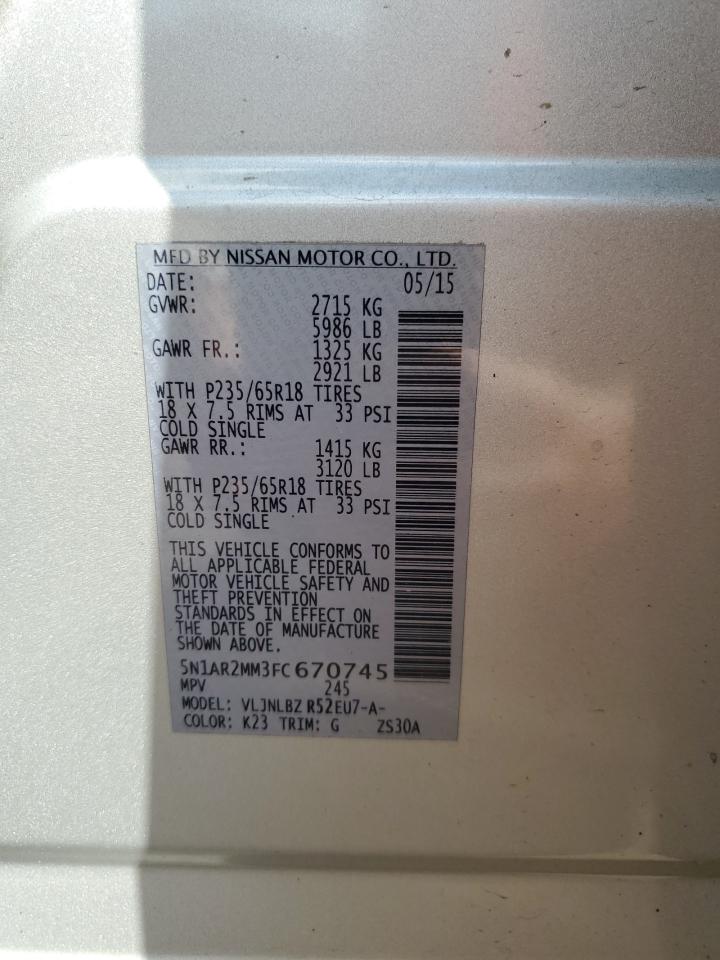 MFD BY NISSAN MOTOR CO., LTD.
DATE: 05/15
GVWR: 2715 KG
5986 LB
GAWR FR.: 1325 KG
2921 LB
WITH P235/65R18 TIRES
18 X 7.5 RIMS AT 33 PSI
COLD SINGLE
GAWR RR.: 1415 KG
3120 LB
WITH P235/65R18 TIRES
18 X 7.5 RIMS AT 33 PSI
COLD SINGLE
THIS VEHICLE CONFORMS TO
ALL APPLICABLE FEDERAL
MOTOR VEHICLE SAFETY AND
THEFT PREVENTION
STANDARDS IN EFFECT ON
THE DATE OF MANUFACTURE
SHOWN ABOVE.
5N1AR2MM3FC670745
MPV 245
MODEL: VLJNLBZ R52EU7-A-
COLOR: K23 TRIM: G ZS30A